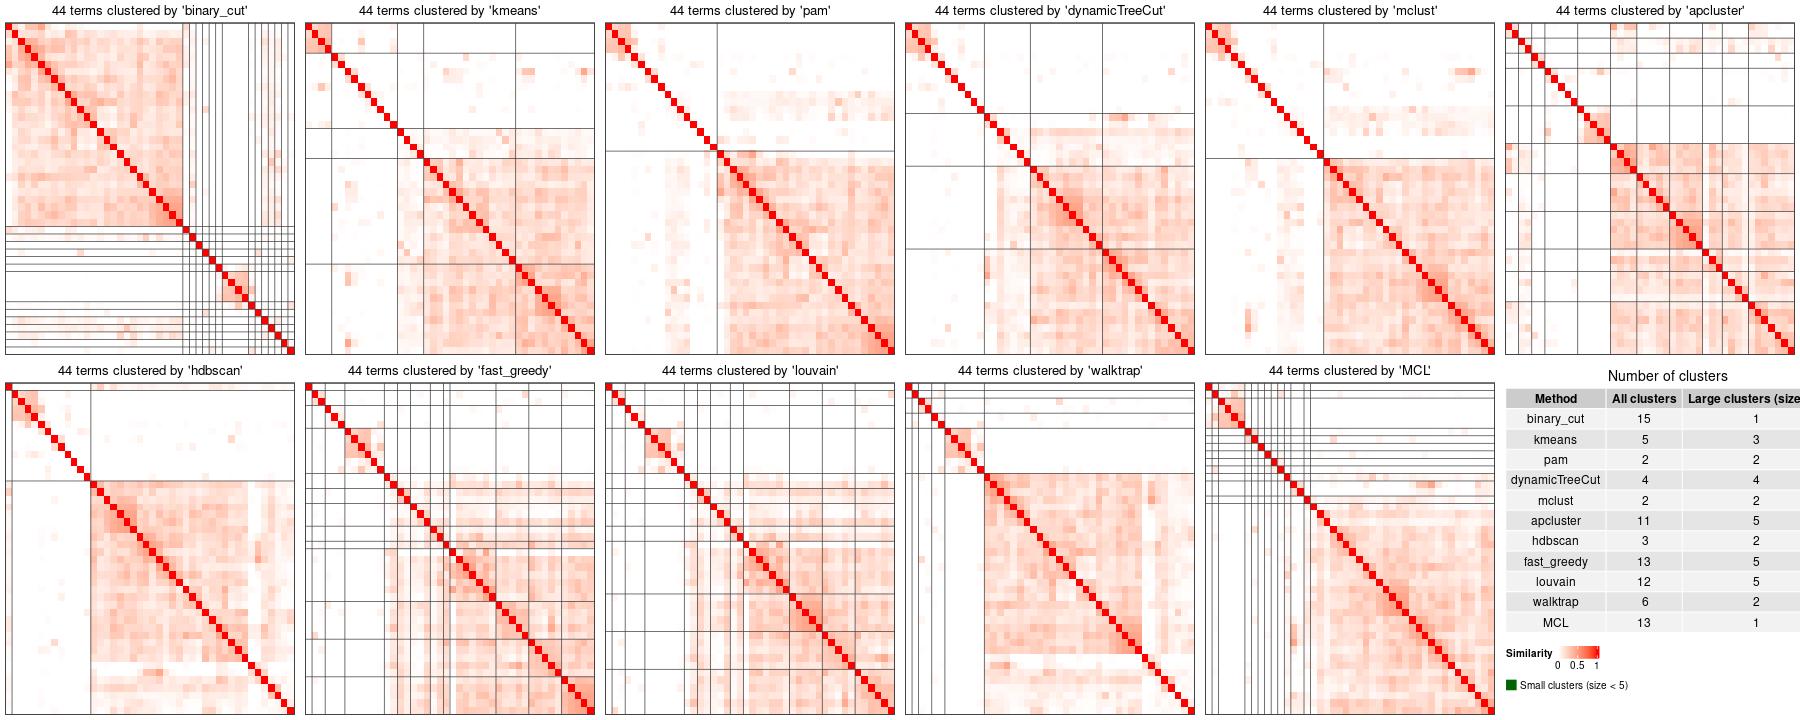 44 terms clustered by 'binary_cut'
44 terms clustered by 'kmeans'
44 terms clustered by 'pam'
44 terms clustered by 'dynamicTreeCut'
44 terms clustered by 'mclust'
44 terms clustered by 'apcluster'
44 terms clustered by 'hdbscan'
44 terms clustered by 'fast_greedy'
44 terms clustered by 'louvain'
44 terms clustered by 'walktrap'
44 terms clustered by 'MCL'
Number of clusters
Method All clusters Large clusters (size
binary_cut 15 1
kmeans 5 3
pam 2 2
dynamicTreeCut 4 4
mclust 2 2
apcluster 11 5
hdbscan 3 2
fast_greedy 13 5
louvain 12 5
walktrap 6 2
MCL 13 1
Similarity
0 0.5 1
Small clusters (size < 5)